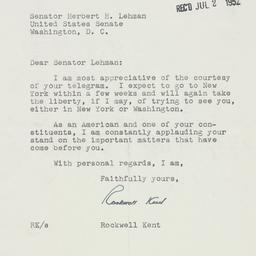 REC'D JUL 2 1952
Senator Herbert H. Lehman
United States Senate
Washington, D. C.
Dear Senator Lehman:
I am most appreciative of the courtesy
of your telegram. I expect to go to New
York within a few weeks and will again take
the liberty, if I may, of trying to see you,
either in New York or Washington.
As an American and one of your con-
stituents, I am constantly applauding your
stand on the important matters that have
come before you.
With personal regards, I am,
Faithfully yours,
Rockwell Kent
RK/s Rockwell Kent